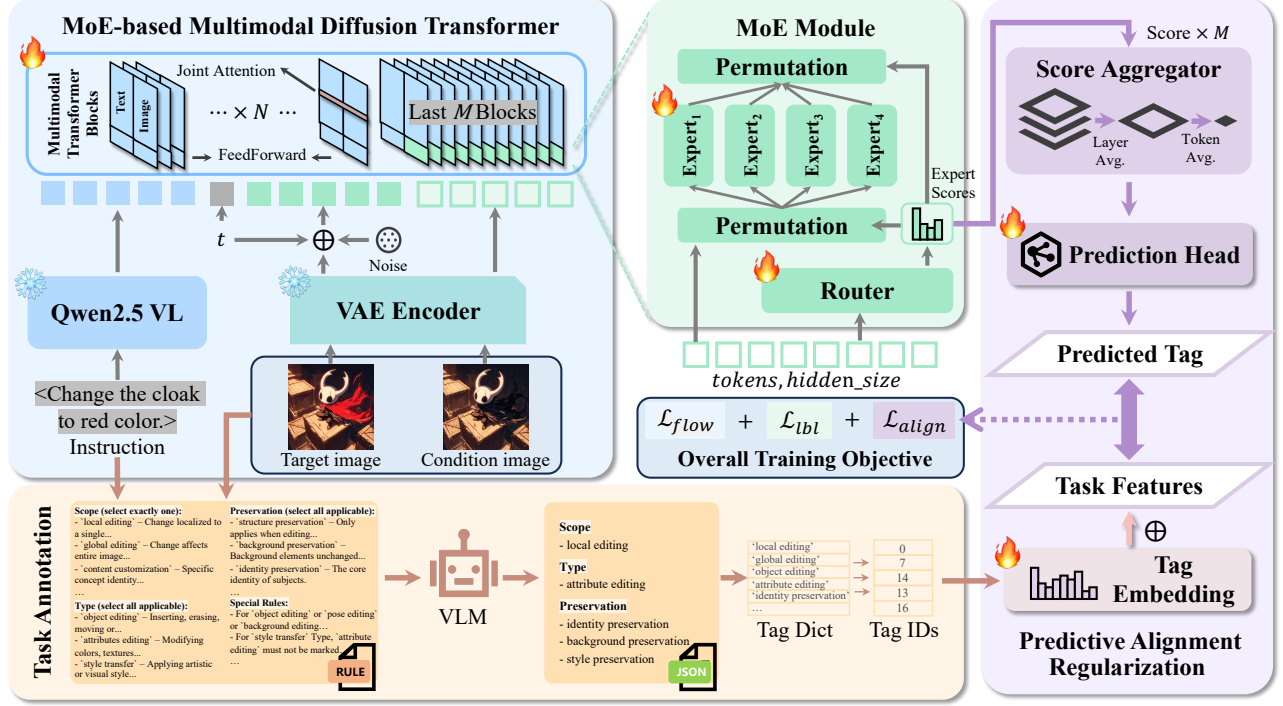 MoE-based Multimodal Diffusion Transformer
Multimodal
Transformer
Blocks
Text
Image
Joint Attention
⋯ × N ⋯
FeedForward
Last M Blocks
t
Noise
Qwen2.5 VL
VAE Encoder
<Change the cloak
to red color.>
Instruction
Target image
Condition image
MoE Module
Permutation
Expert₁
Expert₂
Expert₃
Expert₄
Expert
Scores
Permutation
Router
tokens, hidden_size
ℒ_flow + ℒ_lbl + ℒ_align
Overall Training Objective
Score × M
Score Aggregator
Layer
Avg.
Token
Avg.
Prediction Head
Predicted Tag
Task Features
Tag
Embedding
Predictive Alignment
Regularization
Task Annotation
Scope (select exactly one):
- `local editing` – Change localized to
a single...
- `global editing` – Change affects
entire image...
- `content customization` – Specific
concept identity...
…
Type (select all applicable):
- `object editing` – Inserting, erasing,
moving or...
- `attributes editing` – Modifying
colors, textures...
- `style transfer` – Applying artistic
or visual style...
Preservation (select all applicable):
- `structure preservation` – Only
applies when editing...
- `background preservation` –
Background elements unchanged...
- `identity preservation` – The core
identity of subjects.
Special Rules:
- For `object editing` or `pose editing`
or `background editing…
- For `style transfer` Type, `attribute
editing` must not be marked...
…
RULE
VLM
Scope
- local editing
Type
- attribute editing
Preservation
- identity preservation
- background preservation
- style preservation
JSON
‘local editing’
‘global editing’
‘object editing’
‘attribute editing’
‘identity preservation’
…
Tag Dict
0
7
14
13
16
Tag IDs